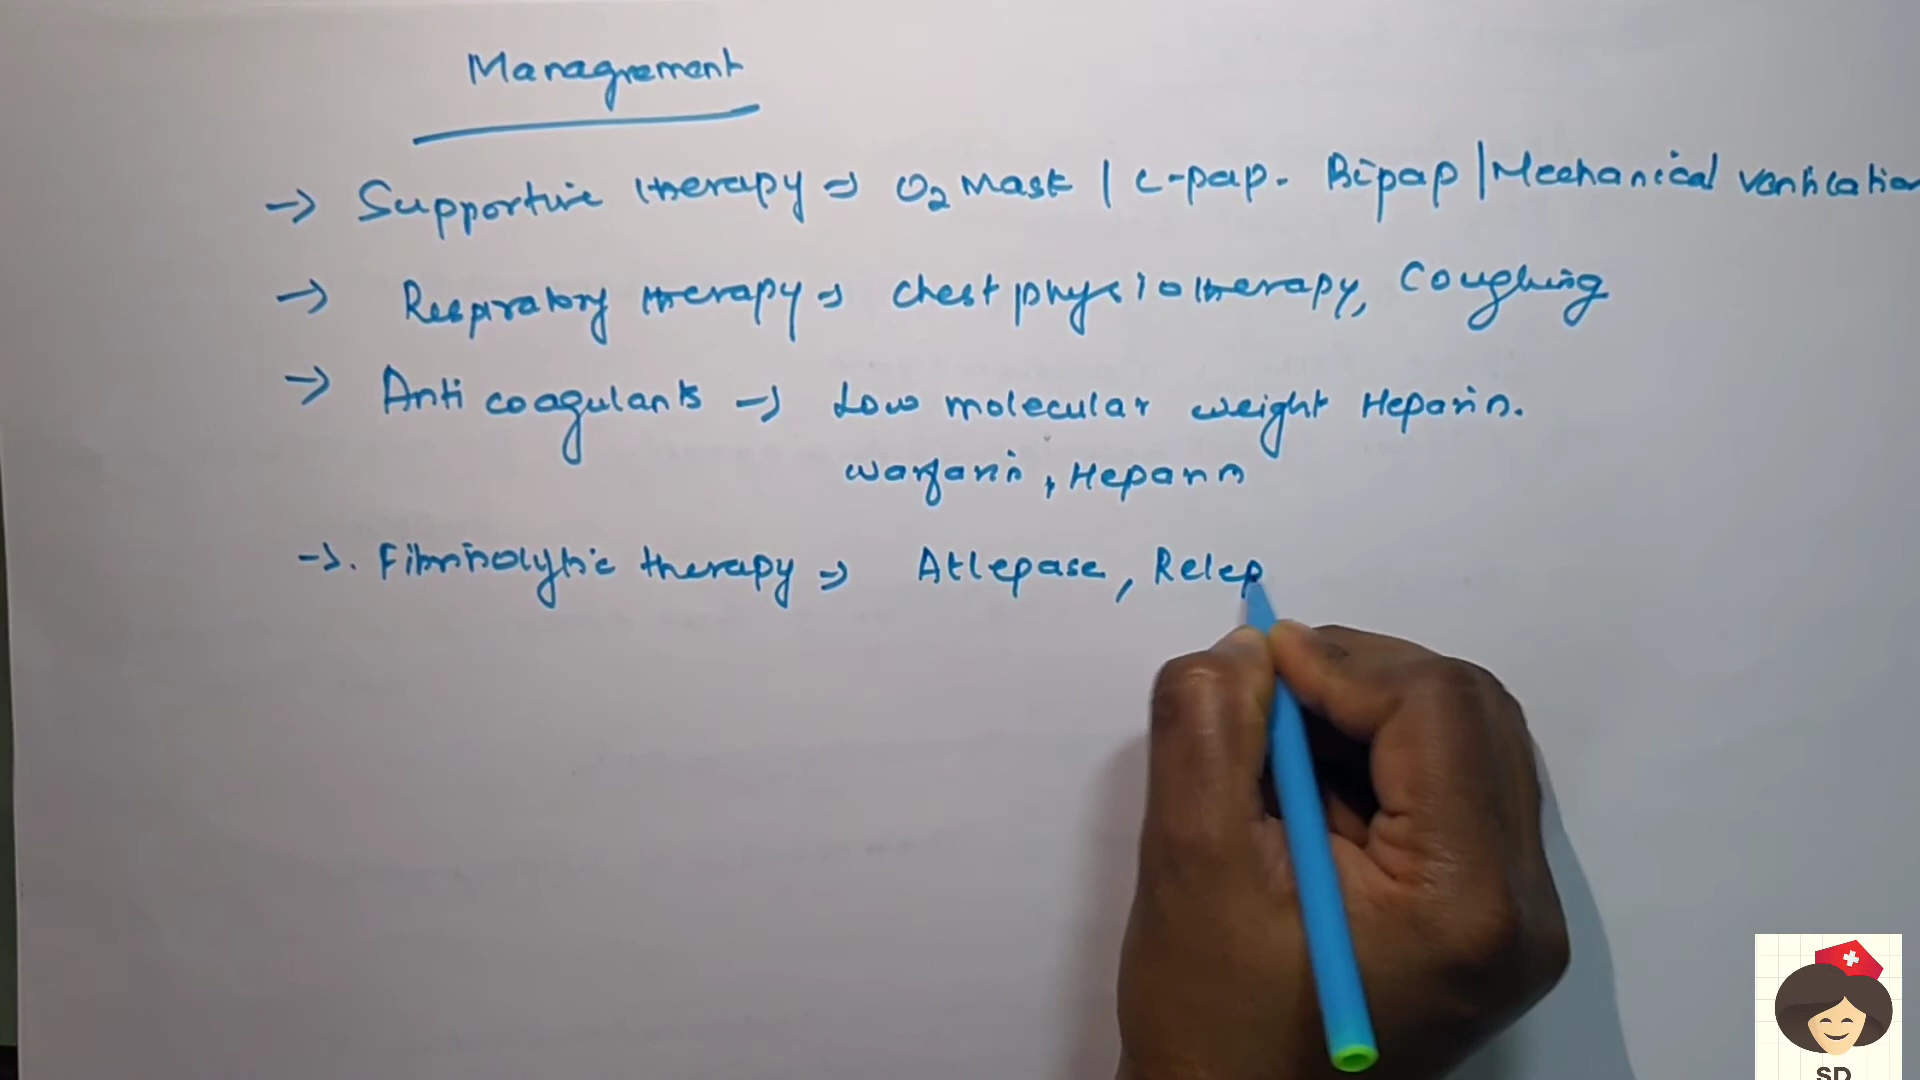 Management
→ Supportive therapy ⇒ O2 Mask | C-pap. Bipap | Mechanical ventilation
→ Respiratory therapy ⇒ Chest physiotherapy, Coughing
→ Anti coagulants → Low molecular weight Heparin.
Warfarin, Heparin
→. Fibrinolytic therapy ⇒ Atlepase, Relep
SD